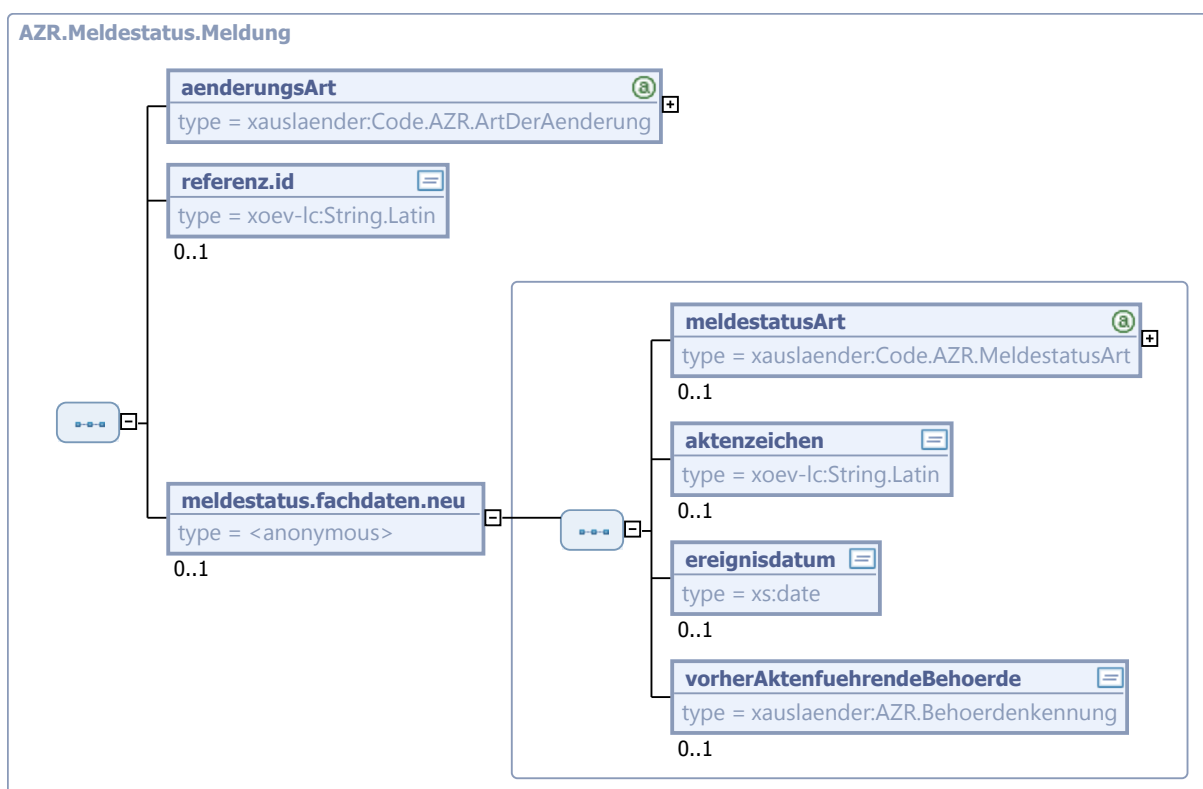 AZR.Meldestatus.Meldung
aenderungsArt
type = xauslaender:Code.AZR.ArtDerAenderung
referenz.id
type = xoev-lc:String.Latin
0..1
meldestatus.fachdaten.neu
type = <anonymous>
0..1
meldestatusArt
type = xauslaender:Code.AZR.MeldestatusArt
0..1
aktenzeichen
type = xoev-lc:String.Latin
0..1
ereignisdatum
type = xs:date
0..1
vorherAktenfuehrendeBehoerde
type = xauslaender:AZR.Behoerdenkennung
0..1